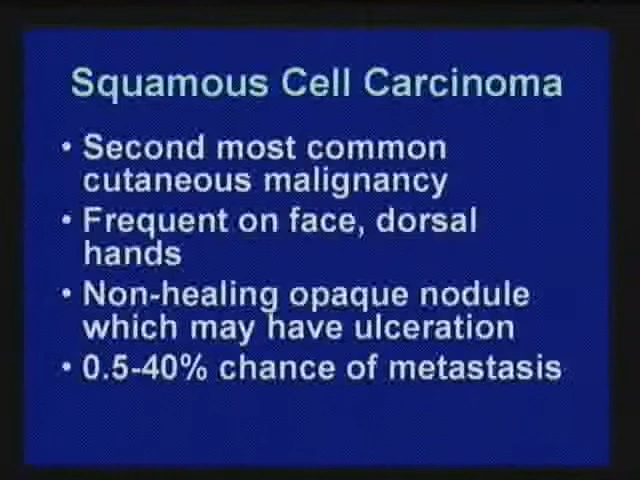 Squamous Cell Carcinoma
• Second most common
cutaneous malignancy
• Frequent on face, dorsal
hands
• Non-healing opaque nodule
which may have ulceration
• 0.5-40% chance of metastasis